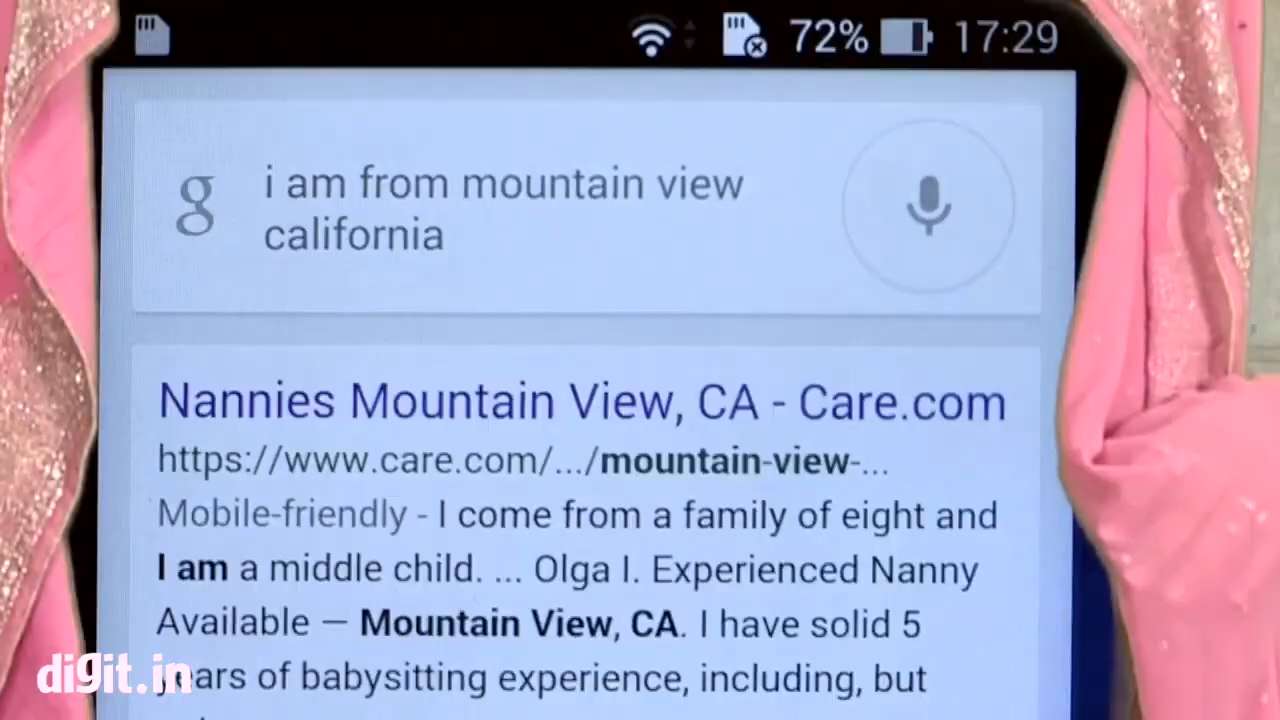 72% 17:29
g i am from mountain view
california
Nannies Mountain View, CA - Care.com
https://www.care.com/.../mountain-view-...
Mobile-friendly - I come from a family of eight and
I am a middle child. ... Olga I. Experienced Nanny
Available — Mountain View, CA. I have solid 5
years of babysitting experience, including, but
digit.in